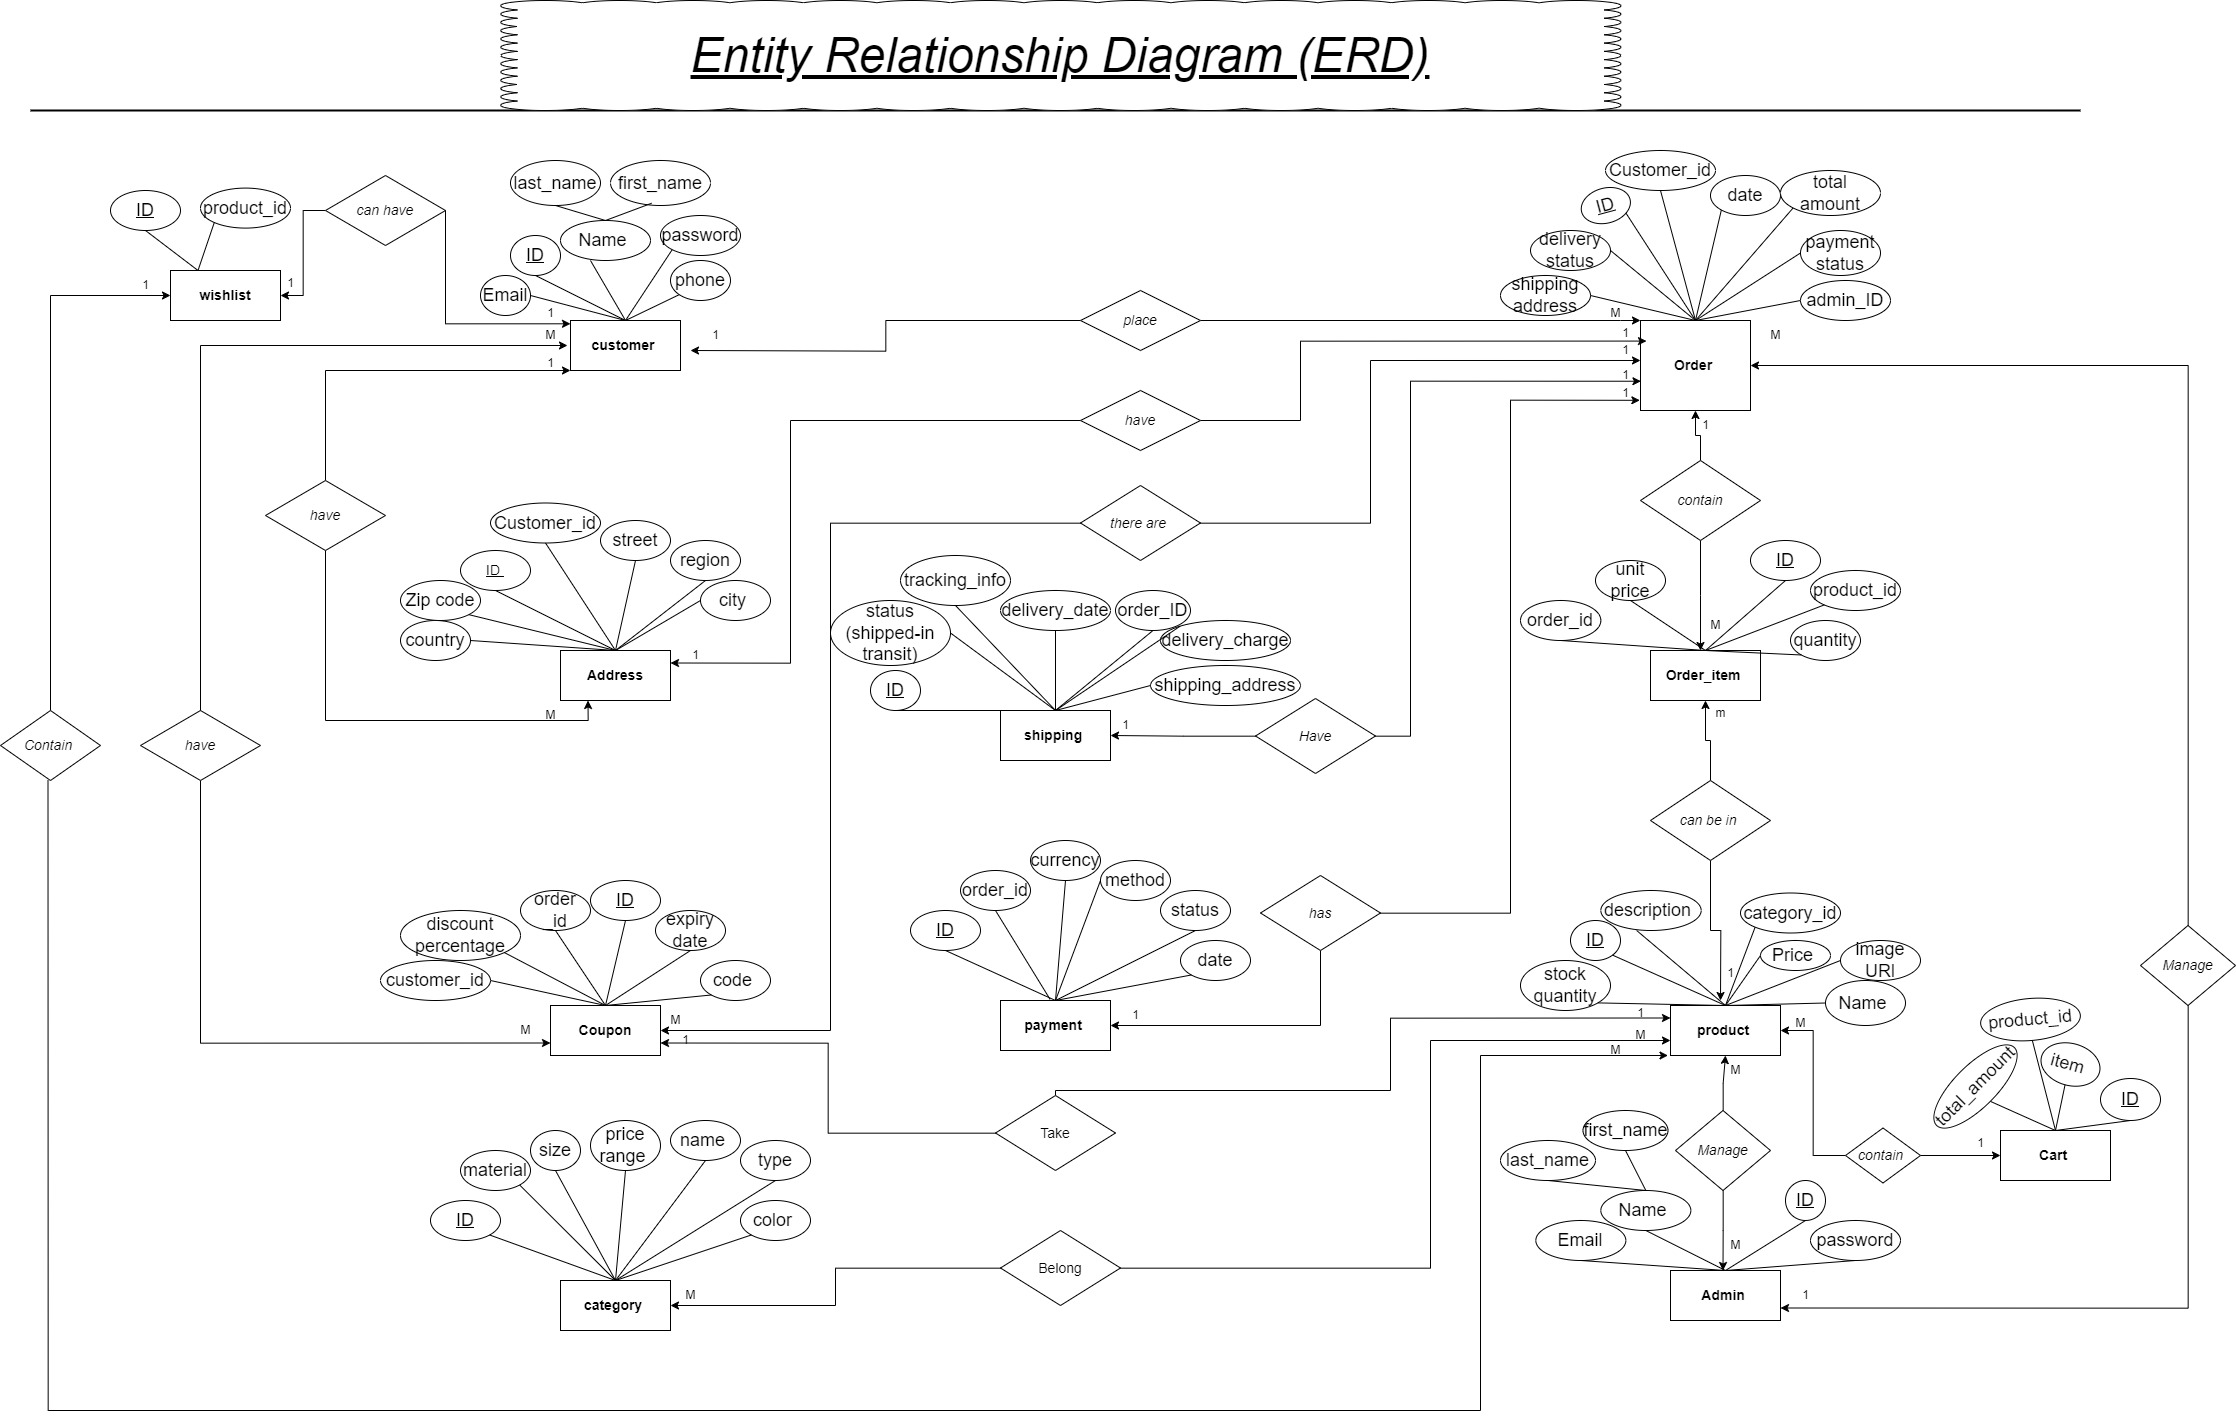 Entity Relationship Diagram (ERD)
ID
product_id
wishlist
1
1
can have
last_name
first_name
Name
password
ID
phone
Email
customer
1
M
1
1
place
M
1
1
1
1
Customer_id
ID
date
total
amount
delivery
status
payment
status
shipping
address
admin_ID
Order
M
have
there are
1
contain
have
Customer_id
street
ID
region
Zip code
city
country
Address
1
M
tracking_info
status
(shipped-in
transit)
delivery_date
order_ID
delivery_charge
ID
shipping_address
shipping
1
Have
unit
price
ID
product_id
order_id
quantity
M
Order_item
m
Contain
have
can be in
order
id
ID
discount
percentage
expiry
date
customer_id
code
Coupon
M
M
1
currency
order_id
method
ID
status
date
payment
1
has
description
category_id
ID
Price
image
URl
stock
quantity
Name
1
product
1
M
M
M
M
Manage
product_id
total_amount
item
ID
Cart
1
contain
Take
size
price
range
name
material
type
ID
color
category
M
Belong
first_name
last_name
Manage
Name
ID
Email
password
M
Admin
1